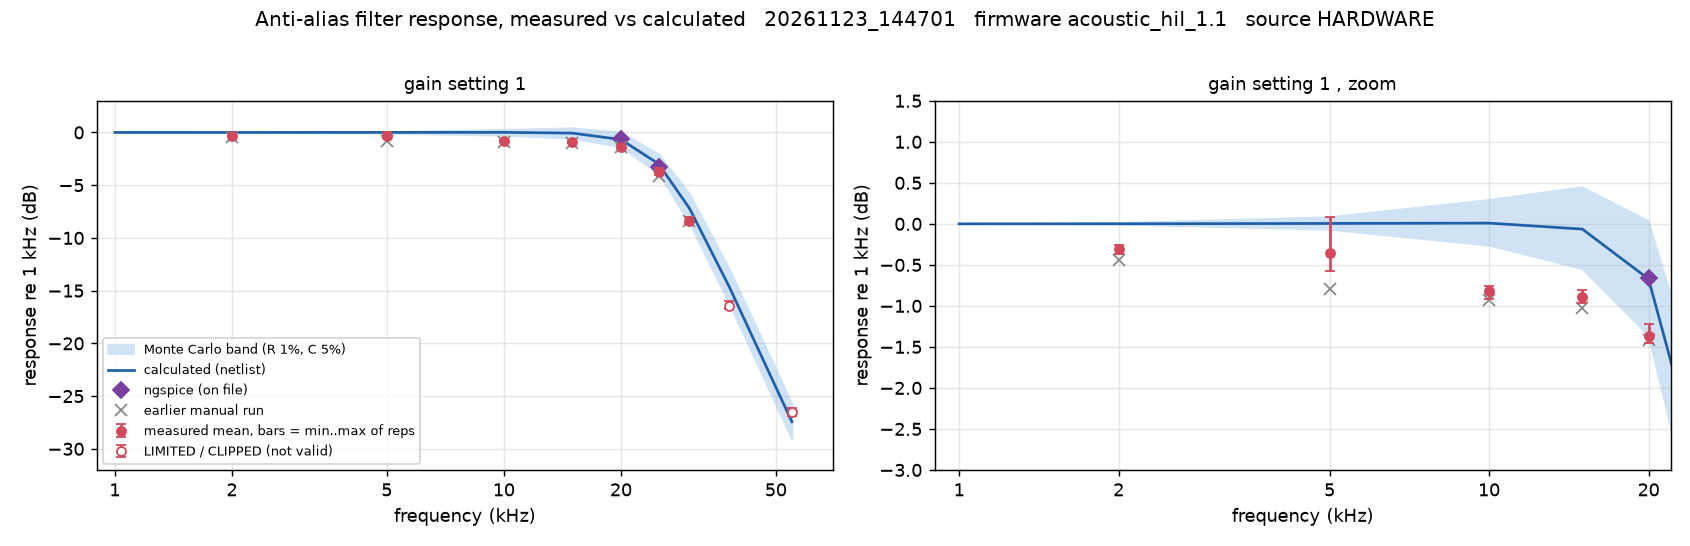 Anti-alias filter response, measured vs calculated   20261123_144701   firmware acoustic_hil_1.1   source HARDWARE
gain setting 1
0
−5
−10
−15
−20
−25
−30
response re 1 kHz (dB)
Monte Carlo band (R 1%, C 5%)
calculated (netlist)
ngspice (on file)
earlier manual run
measured mean, bars = min..max of reps
LIMITED / CLIPPED (not valid)
1 2 5 10 20 50
frequency (kHz)
gain setting 1 , zoom
1.5
1.0
0.5
0.0
−0.5
−1.0
−1.5
−2.0
−2.5
−3.0
response re 1 kHz (dB)
1 2 5 10 20
frequency (kHz)